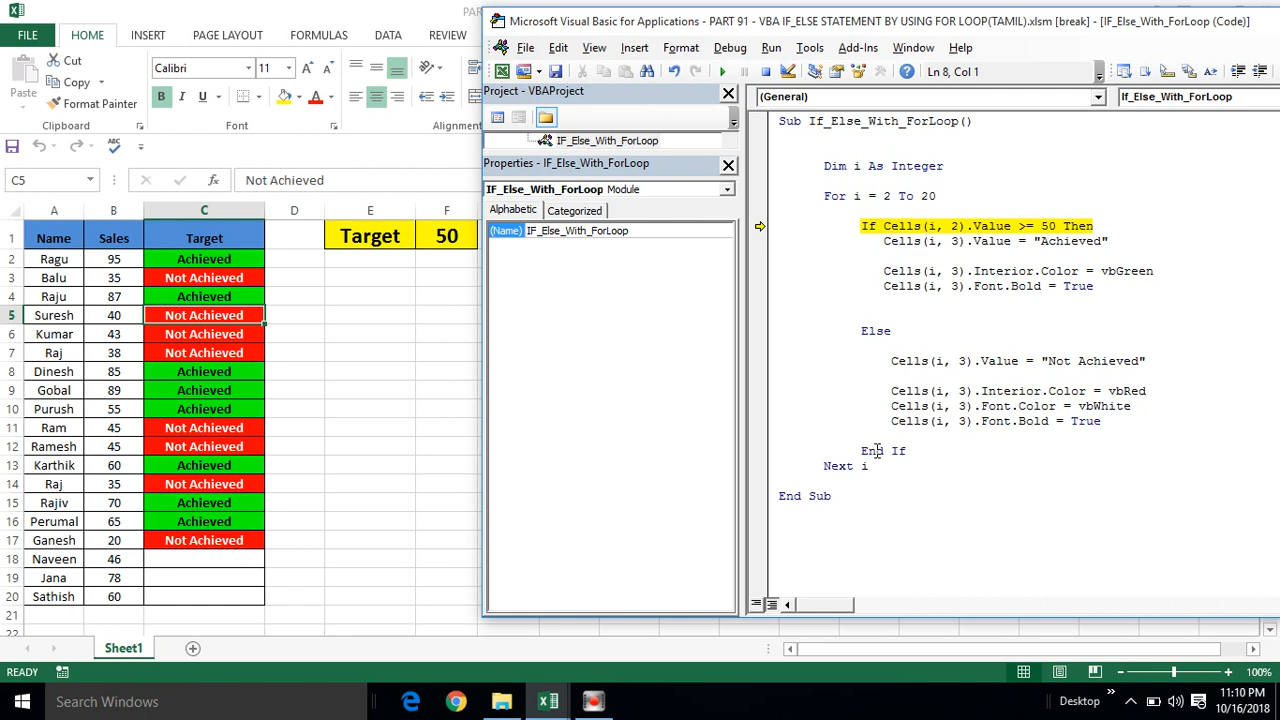 Microsoft Visual Basic for Applications - PART 91 - VBA IF_ELSE STATEMENT BY USING FOR LOOP(TAMIL).xlsm [break] - [IF_Else_With_ForLoop (Code)]
FILE HOME INSERT PAGE LAYOUT FORMULAS DATA REVIEW
File Edit View Insert Format Debug Run Tools Add-Ins Window Help
Cut
Copy
Format Painter
Paste
Clipboard
Calibri 11
B I U
Font
Alignment
Ln 8, Col 1
Project - VBAProject
IF_Else_With_ForLoop
Properties - IF_Else_With_ForLoop
IF_Else_With_ForLoop Module
Alphabetic Categorized
(Name) IF_Else_With_ForLoop
(General) If_Else_With_ForLoop
Sub If_Else_With_ForLoop()
Dim i As Integer
For i = 2 To 20
If Cells(i, 2).Value >= 50 Then
Cells(i, 3).Value = "Achieved"
Cells(i, 3).Interior.Color = vbGreen
Cells(i, 3).Font.Bold = True
Else
Cells(i, 3).Value = "Not Achieved"
Cells(i, 3).Interior.Color = vbRed
Cells(i, 3).Font.Color = vbWhite
Cells(i, 3).Font.Bold = True
End If
Next i
End Sub
C5 fx Not Achieved
A B C D E F
1 Name Sales Target Target 50
2 Ragu 95 Achieved
3 Balu 35 Not Achieved
4 Raju 87 Achieved
5 Suresh 40 Not Achieved
6 Kumar 43 Not Achieved
7 Raj 38 Not Achieved
8 Dinesh 85 Achieved
9 Gobal 89 Achieved
10 Purush 55 Achieved
11 Ram 45 Not Achieved
12 Ramesh 45 Not Achieved
13 Karthik 60 Achieved
14 Raj 35 Not Achieved
15 Rajiv 70 Achieved
16 Perumal 65 Achieved
17 Ganesh 20 Not Achieved
18 Naveen 46
19 Jana 78
20 Sathish 60
21
22
Sheet1
READY
100%
Search Windows
Desktop
11:10 PM
10/16/2018